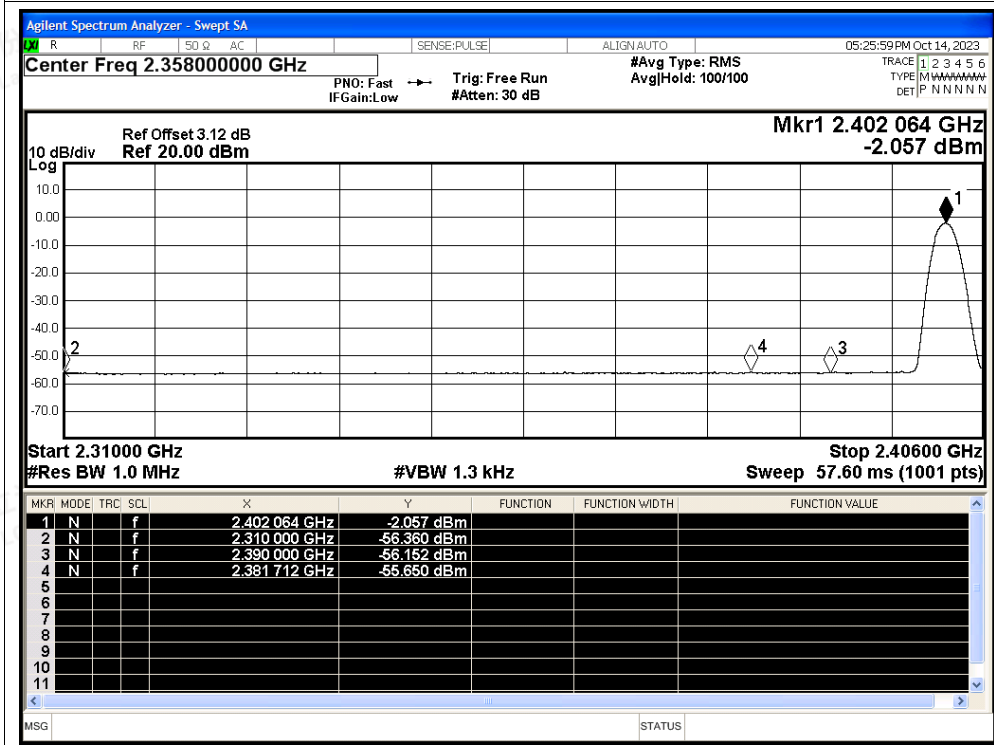 Agilent Spectrum Analyzer - Swept SA
LXI R RF 50 Ω AC SENSE:PULSE ALIGN AUTO 05:25:59 PM Oct 14, 2023
Center Freq 2.358000000 GHz #Avg Type: RMS TRACE 1 2 3 4 5 6
PNO: Fast Trig: Free Run Avg|Hold: 100/100 TYPE M WWWWW
IFGain:Low #Atten: 30 dB DET P N N N N N
Mkr1 2.402 064 GHz
Ref Offset 3.12 dB
10 dB/div Ref 20.00 dBm -2.057 dBm
Log
10.0
1
0.00
-10.0
-20.0
-30.0
-40.0
-50.0 2 4 3
-60.0
-70.0
Start 2.31000 GHz Stop 2.40600 GHz
#Res BW 1.0 MHz #VBW 1.3 kHz Sweep 57.60 ms (1001 pts)
MKR MODE TRC SCL X Y FUNCTION FUNCTION WIDTH FUNCTION VALUE
1 N f 2.402 064 GHz -2.057 dBm
2 N f 2.310 000 GHz -56.360 dBm
3 N f 2.390 000 GHz -56.152 dBm
4 N f 2.381 712 GHz -55.650 dBm
5
6
7
8
9
10
11
MSG STATUS